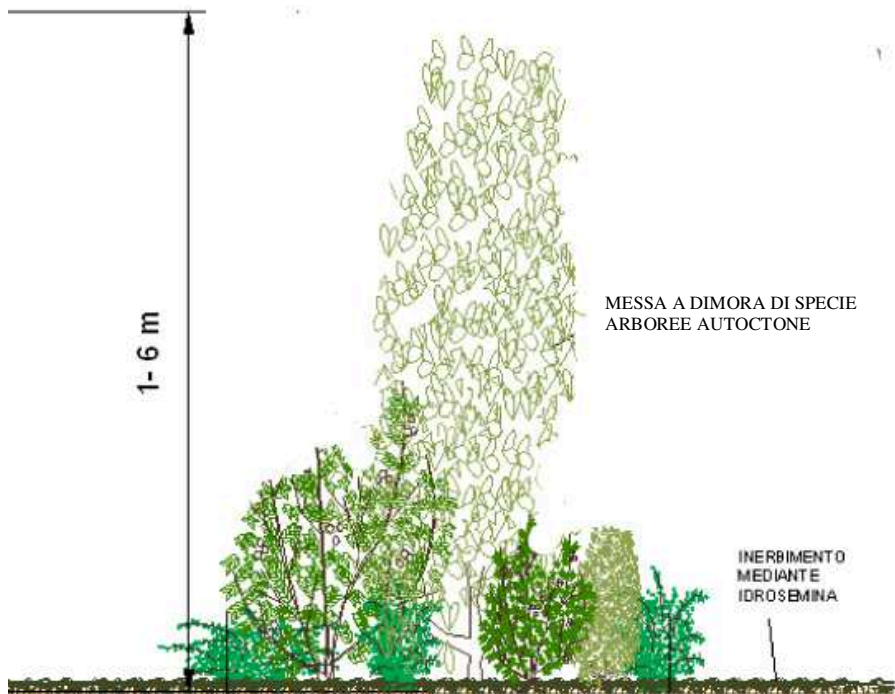 1- 6 m
MESSA A DIMORA DI SPECIE
ARBOREE AUTOCTONE
INERBIMENTO
MEDIANTE
IDROSEMINA